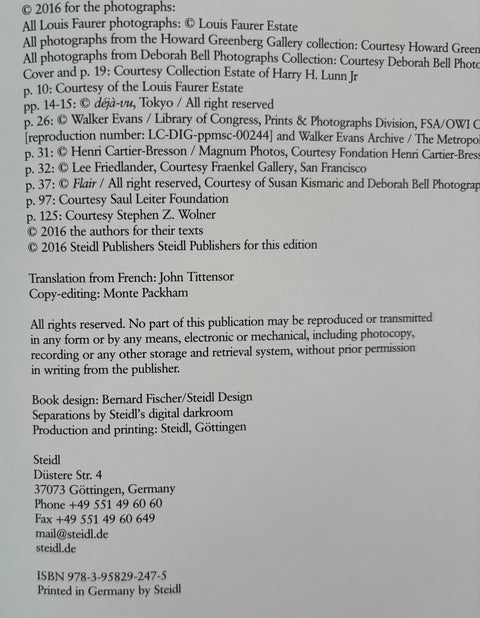 © 2016 for the photographs:
All Louis Faurer photographs: © Louis Faurer Estate
All photographs from the Howard Greenberg Gallery collection: Courtesy Howard Green
All photographs from Deborah Bell Photographs Collection: Courtesy Deborah Bell Photo
Cover and p. 19: Courtesy Collection Estate of Harry H. Lunn Jr
p. 10: Courtesy of the Louis Faurer Estate
pp. 14-15: © déjà-vu, Tokyo / All right reserved
p. 26: © Walker Evans / Library of Congress, Prints & Photographs Division, FSA/OWI C
[reproduction number: LC-DIG-ppmsc-00244] and Walker Evans Archive / The Metropol
p. 31: © Henri Cartier-Bresson / Magnum Photos, Courtesy Fondation Henri Cartier-Bress
p. 32: © Lee Friedlander, Courtesy Fraenkel Gallery, San Francisco
p. 37: © Flair / All right reserved, Courtesy of Susan Kismaric and Deborah Bell Photograp
p. 97: Courtesy Saul Leiter Foundation
p. 125: Courtesy Stephen Z. Wolner
© 2016 the authors for their texts
© 2016 Steidl Publishers Steidl Publishers for this edition
Translation from French: John Tittensor
Copy-editing: Monte Packham
All rights reserved. No part of this publication may be reproduced or transmitted
in any form or by any means, electronic or mechanical, including photocopy,
recording or any other storage and retrieval system, without prior permission
in writing from the publisher.
Book design: Bernard Fischer/Steidl Design
Separations by Steidl's digital darkroom
Production and printing: Steidl, Göttingen
Steidl
Düstere Str. 4
37073 Göttingen, Germany
Phone +49 551 49 60 60
Fax +49 551 49 60 649
mail@steidl.de
steidl.de
ISBN 978-3-95829-247-5
Printed in Germany by Steidl